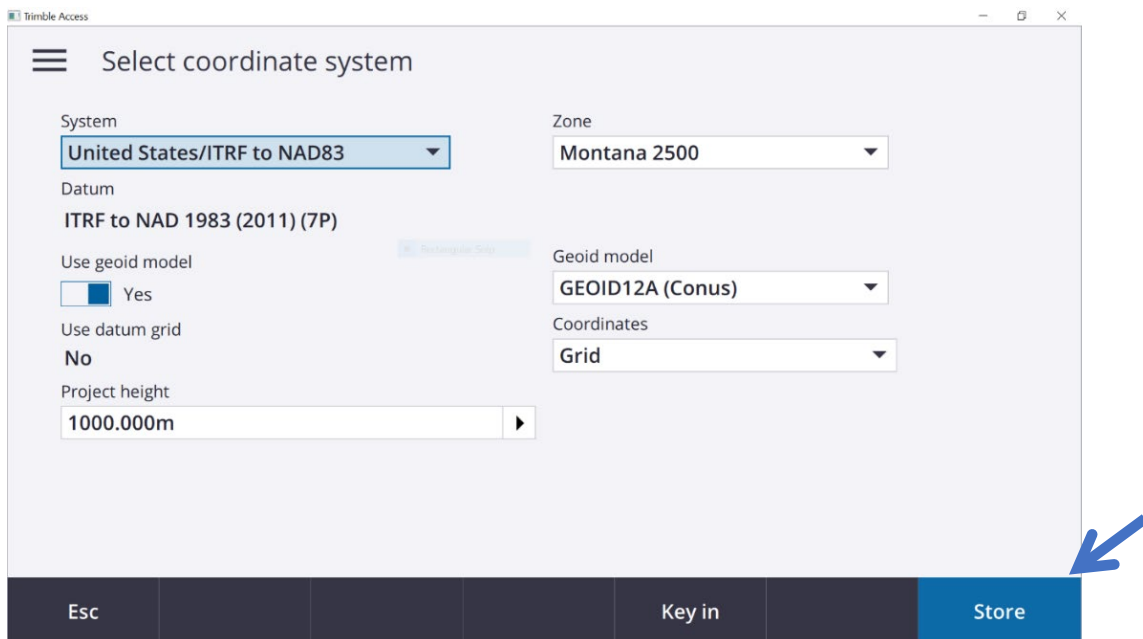 Trimble Access
Select coordinate system
System
United States/ITRF to NAD83
Zone
Montana 2500
Datum
ITRF to NAD 1983 (2011) (7P)
Rectangular Snip
Use geoid model
Yes
Geoid model
GEOID12A (Conus)
Use datum grid
No
Coordinates
Grid
Project height
1000.000m
Esc
Key in
Store